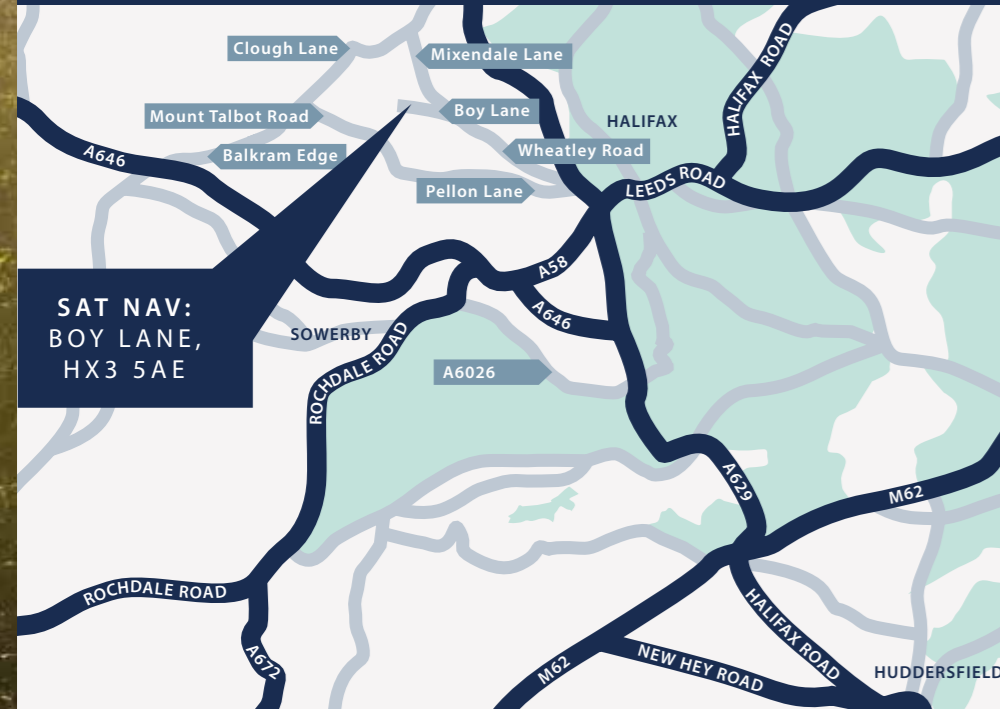 Clough Lane
Mixendale Lane
HALIFAX ROAD
Mount Talbot Road
Boy Lane
HALIFAX
A646
Balkram Edge
Wheatley Road
Pellon Lane
LEEDS ROAD
A58
SAT NAV:
BOY LANE,
HX3 5AE
A646
SOWERBY
ROCHDALE ROAD
A6026
A629
M62
ROCHDALE ROAD
HALIFAX ROAD
A672
M62
NEW HEY ROAD
HUDDERSFIELD